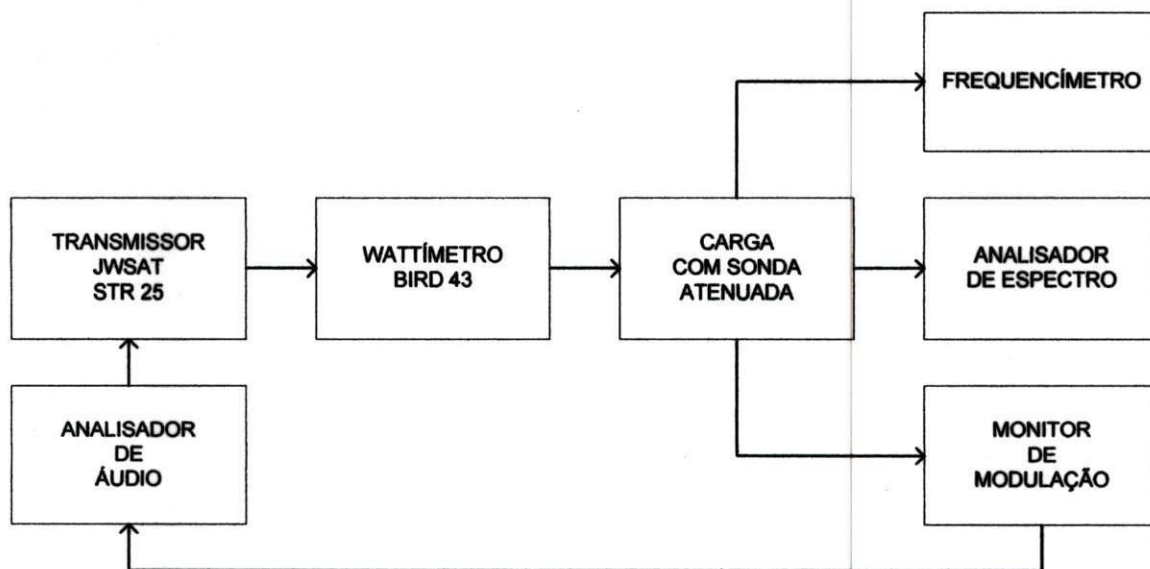 FREQUENCÍMETRO
TRANSMISSOR
JWSAT
STR 25
WATTÍMETRO
BIRD 43
CARGA
COM SONDA
ATENUADA
ANALISADOR
DE ESPECTRO
ANALISADOR
DE
ÁUDIO
MONITOR
DE
MODULAÇÃO